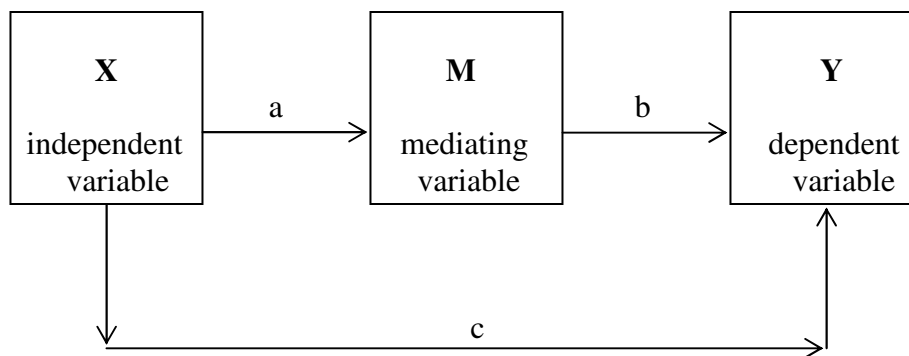 X
independent
variable
a
M
mediating
variable
b
Y
dependent
variable
c